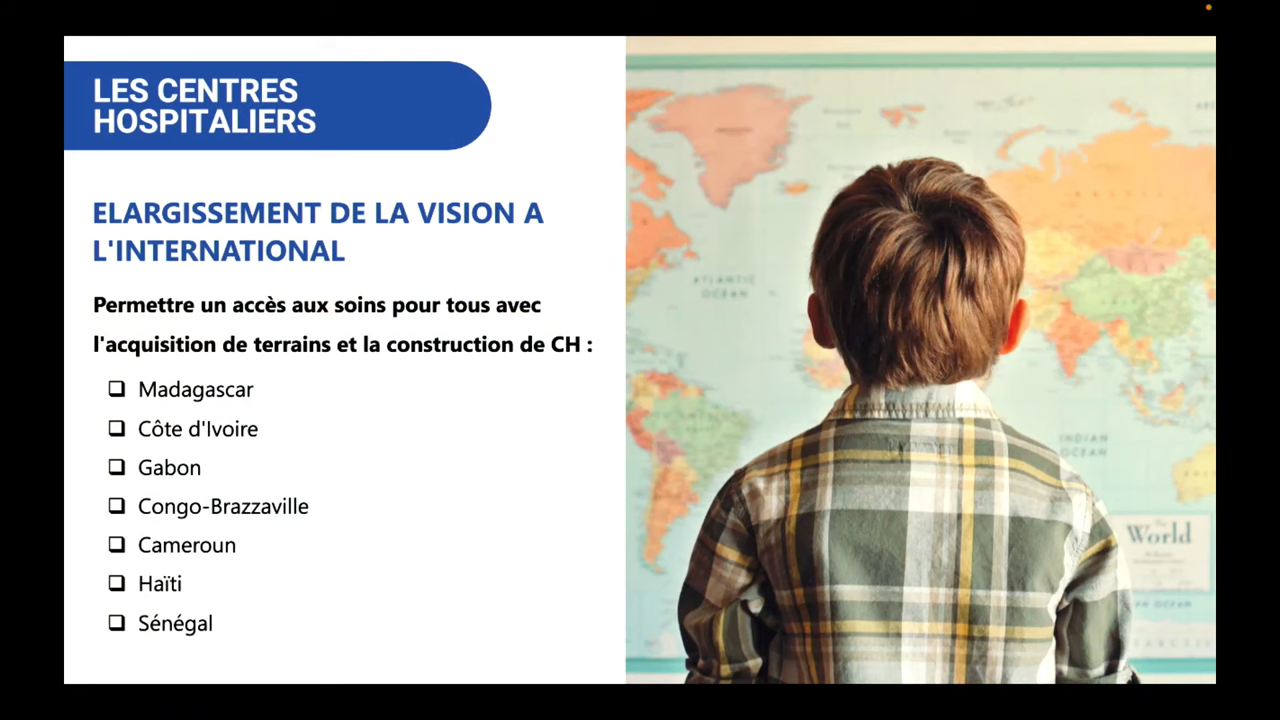 LES CENTRES
HOSPITALIERS
ELARGISSEMENT DE LA VISION A
L'INTERNATIONAL
Permettre un accès aux soins pour tous avec
l'acquisition de terrains et la construction de CH :
Madagascar
Côte d'Ivoire
Gabon
Congo-Brazzaville
Cameroun
Haïti
Sénégal
ATLANTIC
OCEAN
INDIAN
OCEAN
World